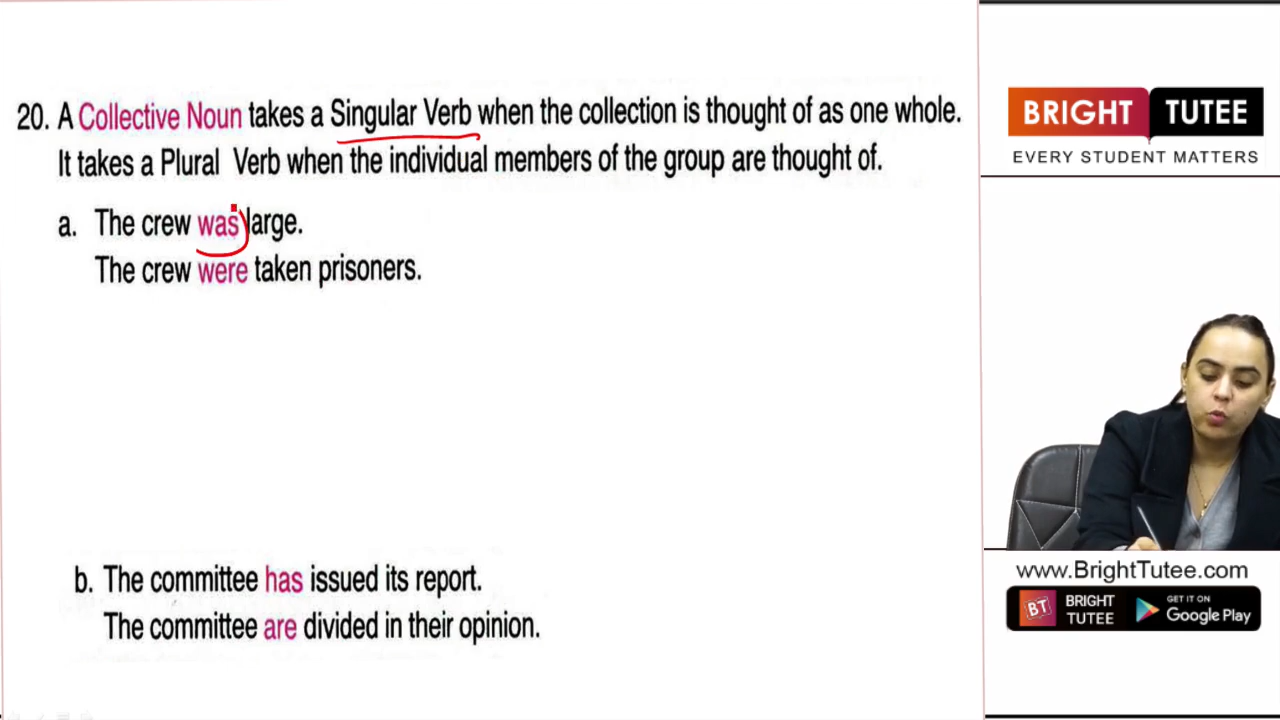 20. A Collective Noun takes a Singular Verb when the collection is thought of as one whole.
It takes a Plural Verb when the individual members of the group are thought of.
a. The crew was large.
The crew were taken prisoners.
b. The committee has issued its report.
The committee are divided in their opinion.
BRIGHT TUTEE
EVERY STUDENT MATTERS
www.BrightTutee.com
BT BRIGHT TUTEE
GET IT ON Google Play